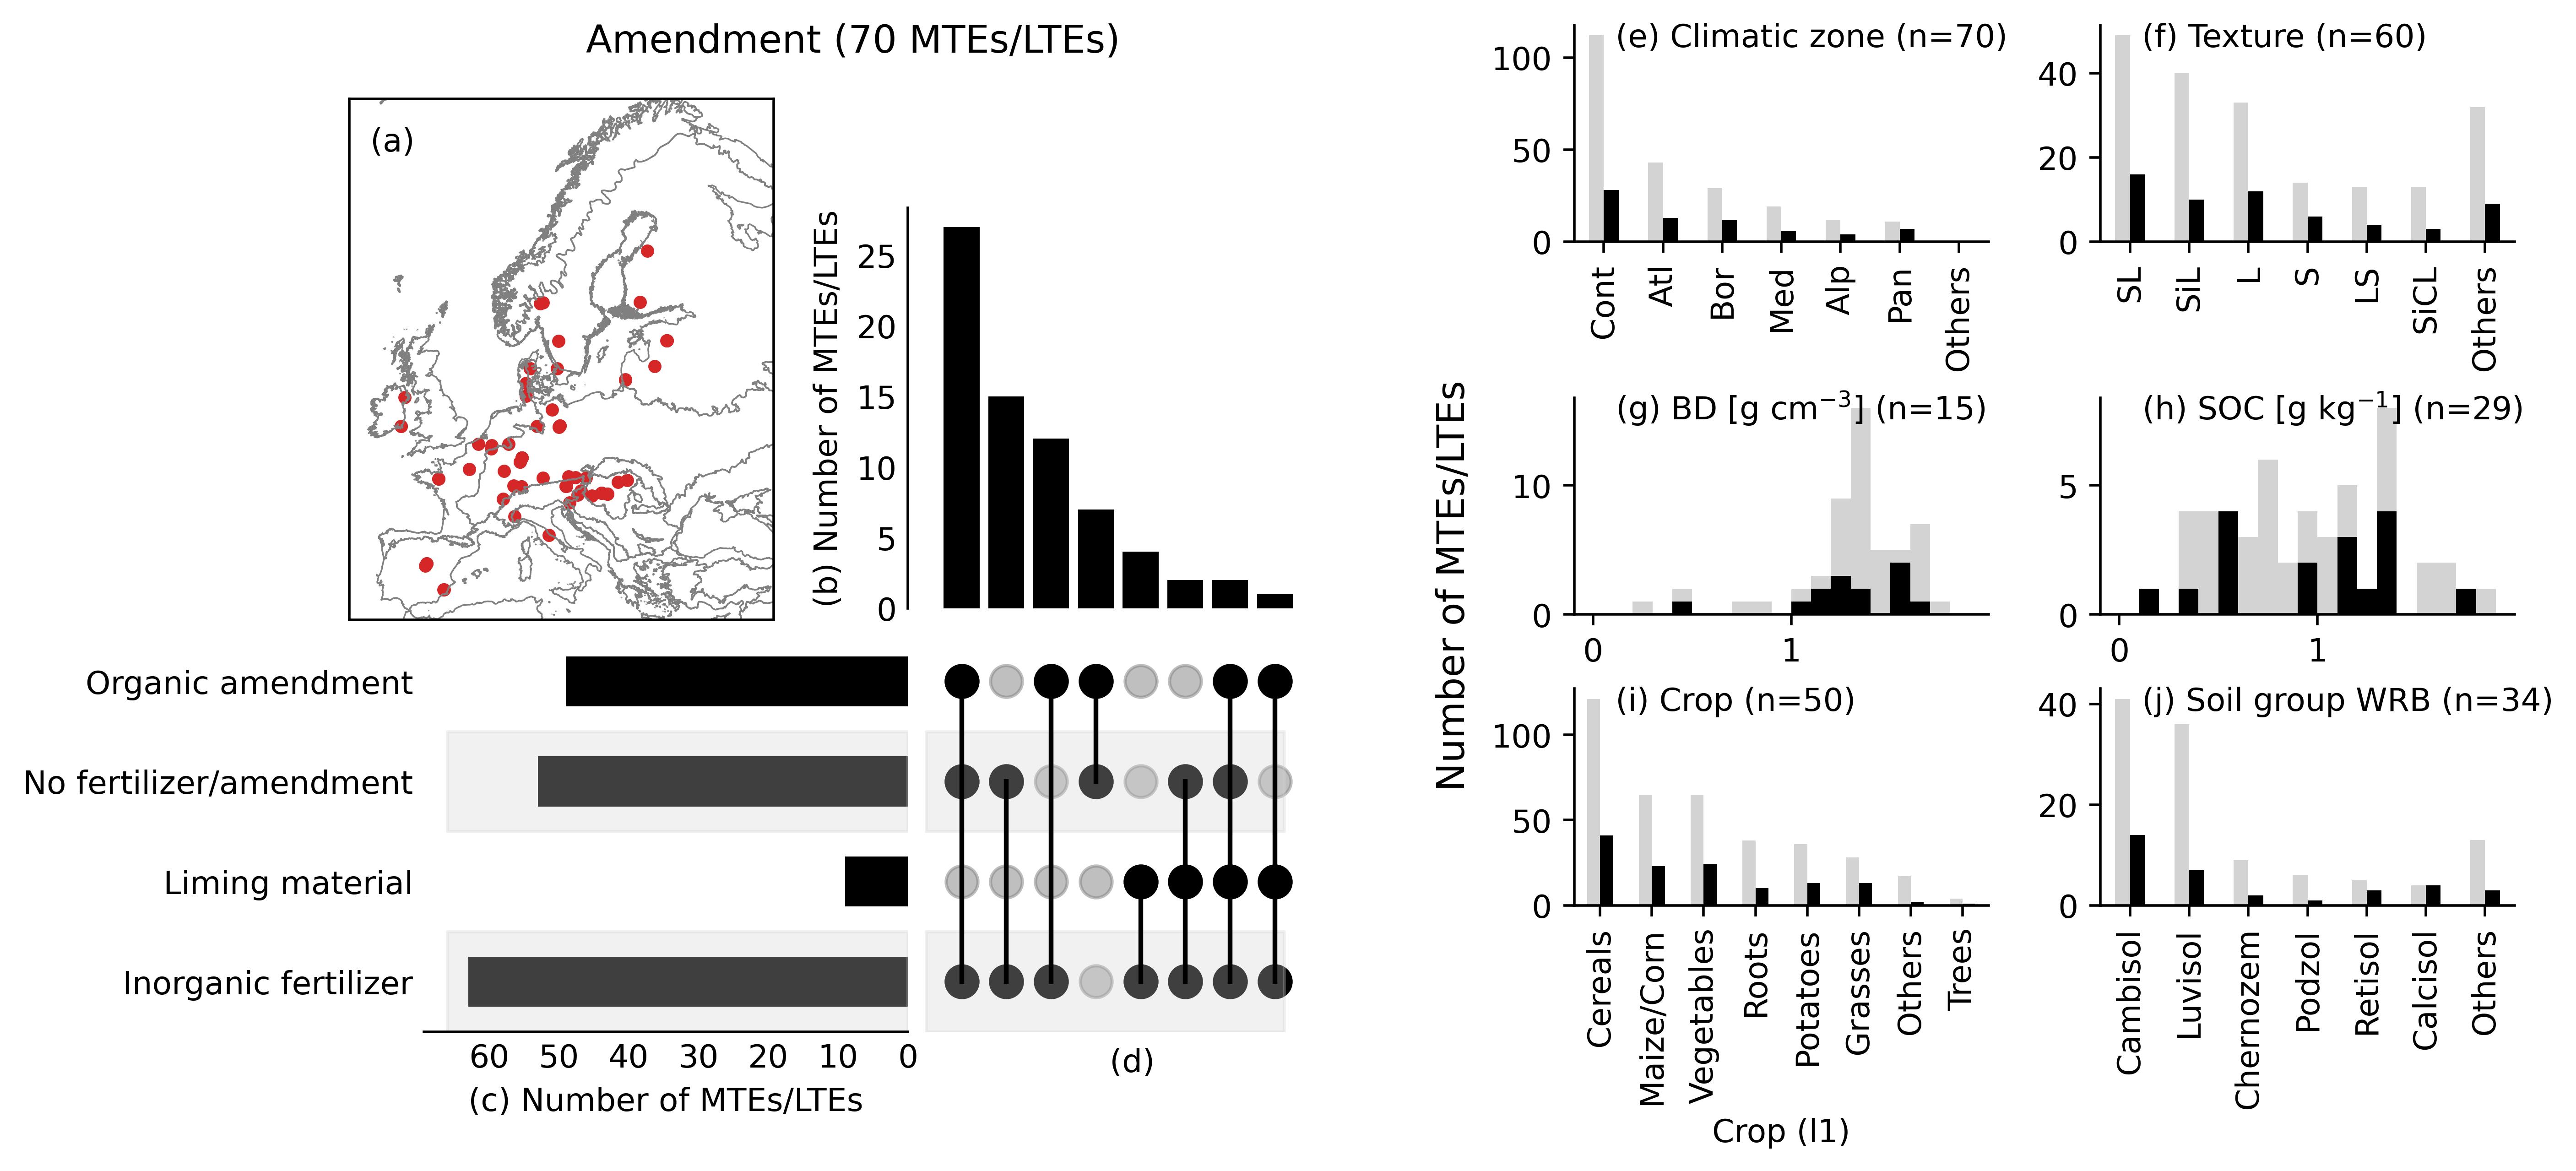 Amendment (70 MTEs/LTEs)
(a)
(b) Number of MTEs/LTEs
25
20
15
10
5
0
Organic amendment
No fertilizer/amendment
Liming material
Inorganic fertilizer
60 50 40 30 20 10 0
(c) Number of MTEs/LTEs
(d)
Number of MTEs/LTEs
(e) Climatic zone (n=70)
100
50
0
Cont Atl Bor Med Alp Pan Others
(f) Texture (n=60)
40
20
0
SL SiL L S LS SiCL Others
(g) BD [g cm⁻³] (n=15)
10
0
0 1
(h) SOC [g kg⁻¹] (n=29)
5
0
0 1
(i) Crop (n=50)
100
50
0
Cereals Maize/Corn Vegetables Roots Potatoes Grasses Others Trees
Crop (l1)
(j) Soil group WRB (n=34)
40
20
0
Cambisol Luvisol Chernozem Podzol Retisol Calcisol Others